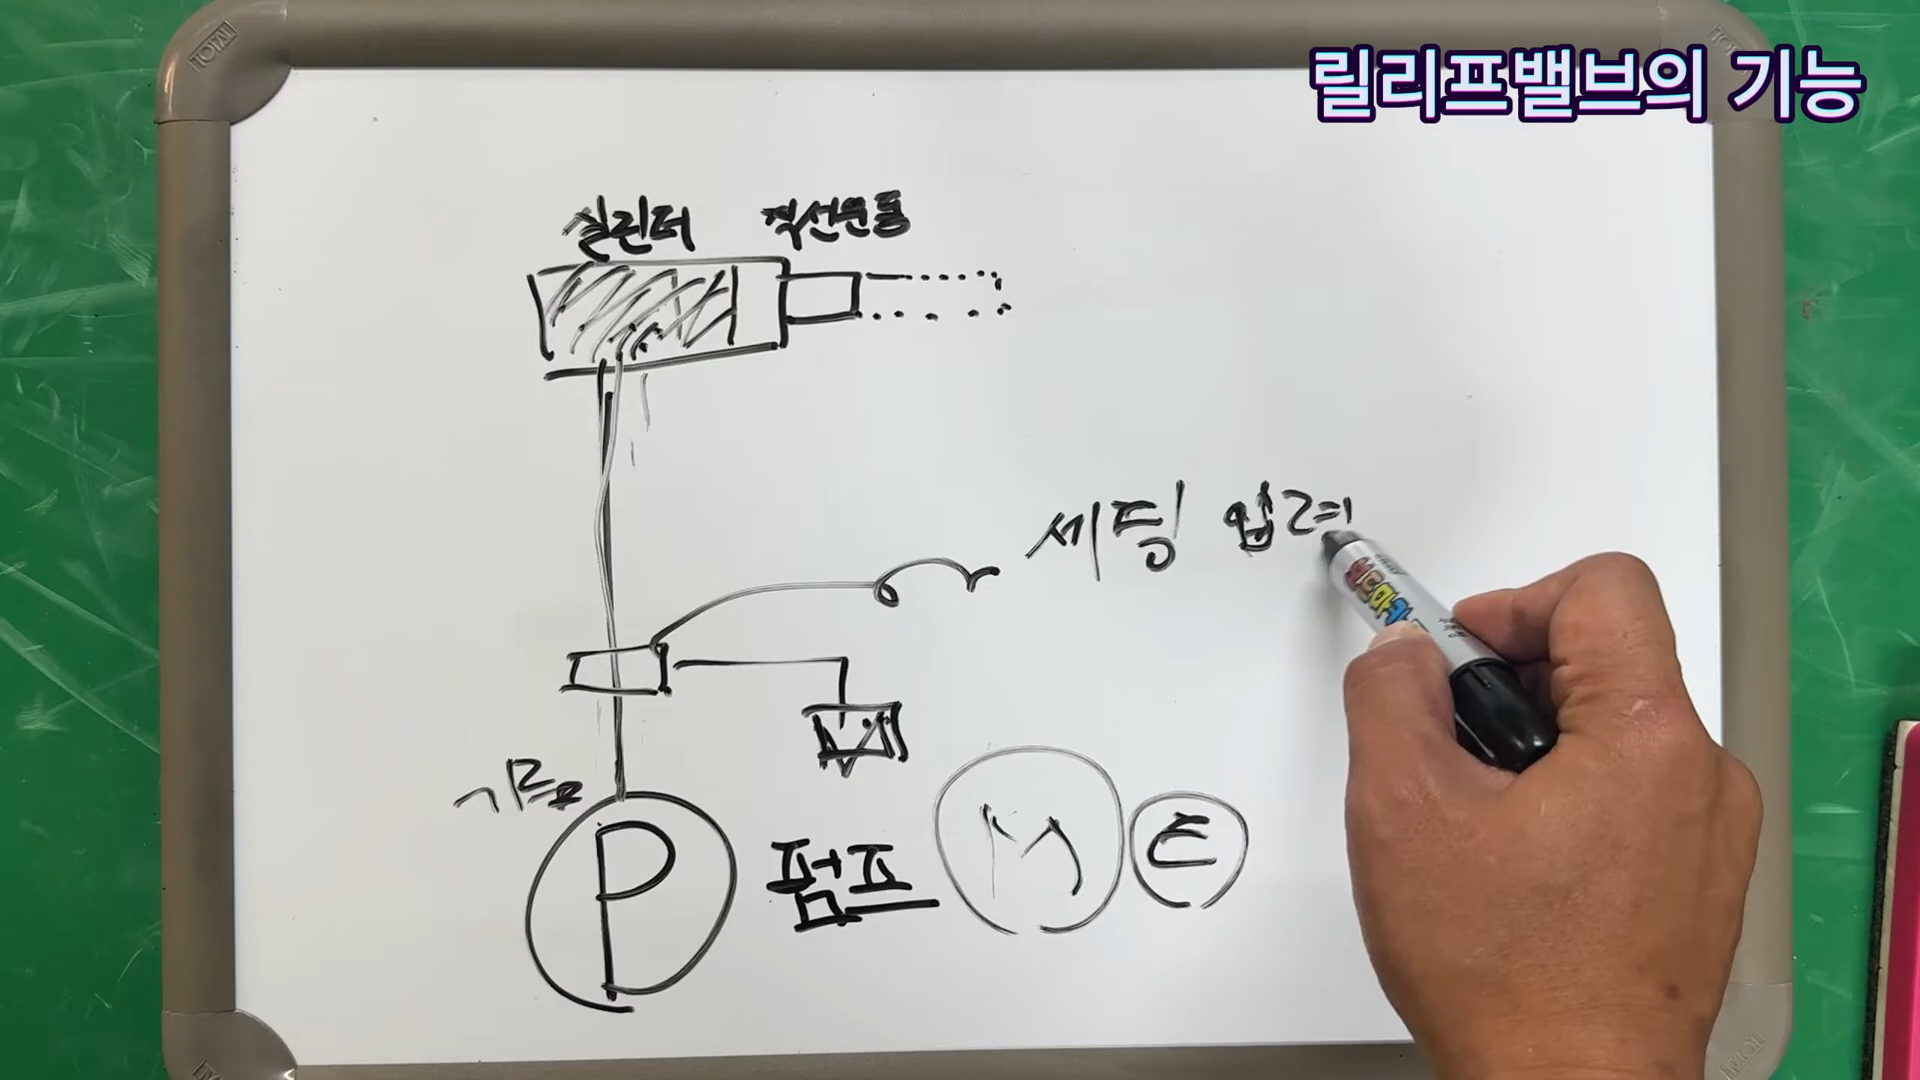 릴리프밸브의 기능
실린더 직선운동
세팅 압려
기름
P 펌프 M E